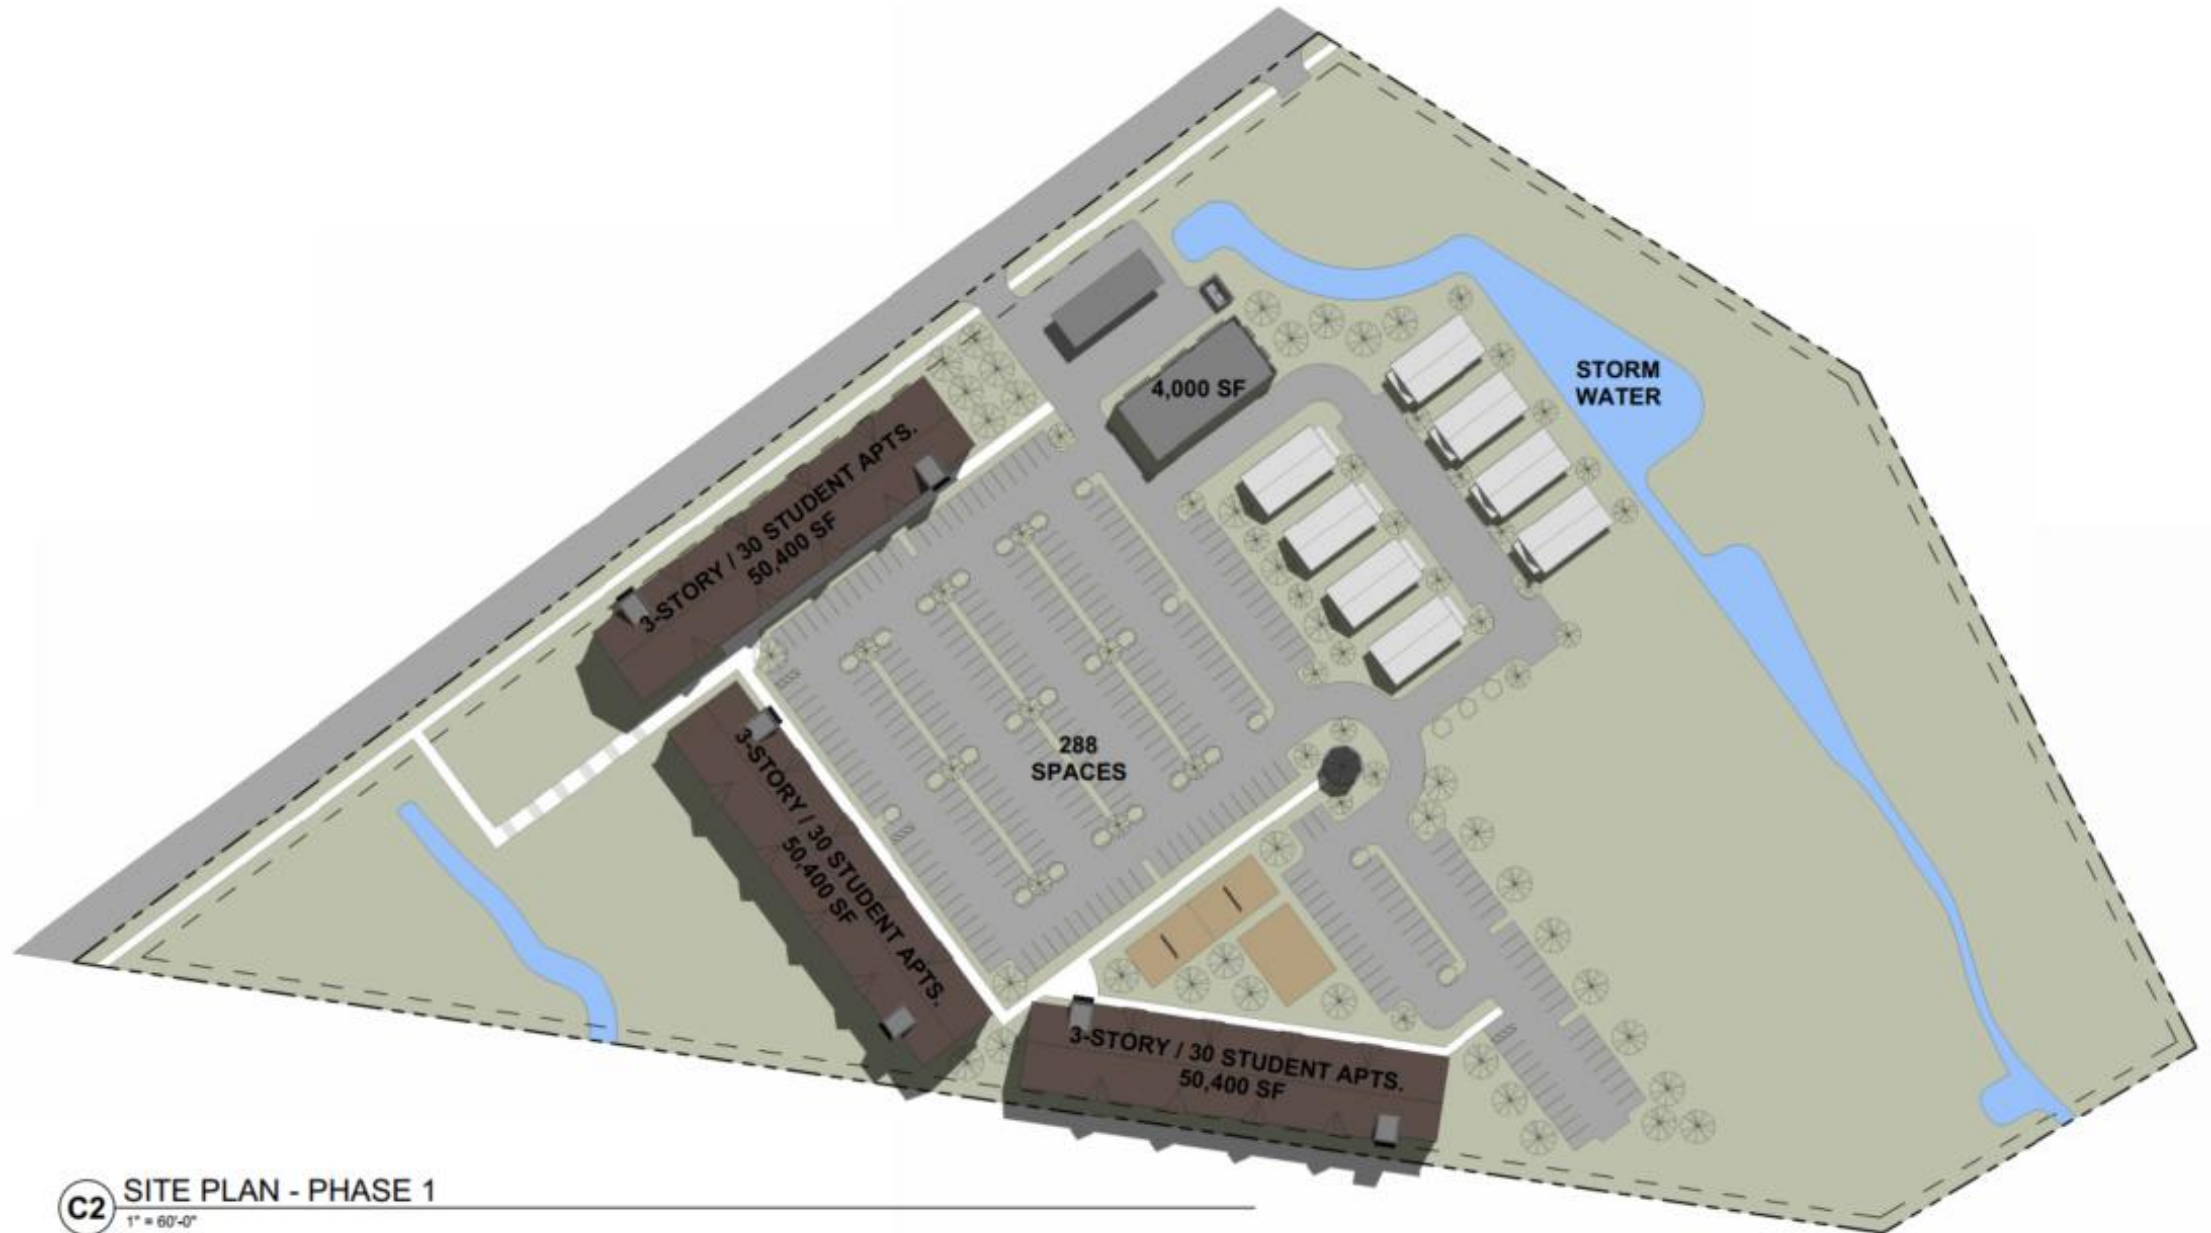 4,000 SF
STORM
WATER
3-STORY / 30 STUDENT APTS.
50,400 SF
3-STORY / 30 STUDENT APTS.
50,400 SF
288
SPACES
3-STORY / 30 STUDENT APTS.
50,400 SF
C2
SITE PLAN - PHASE 1
1" = 60'-0"